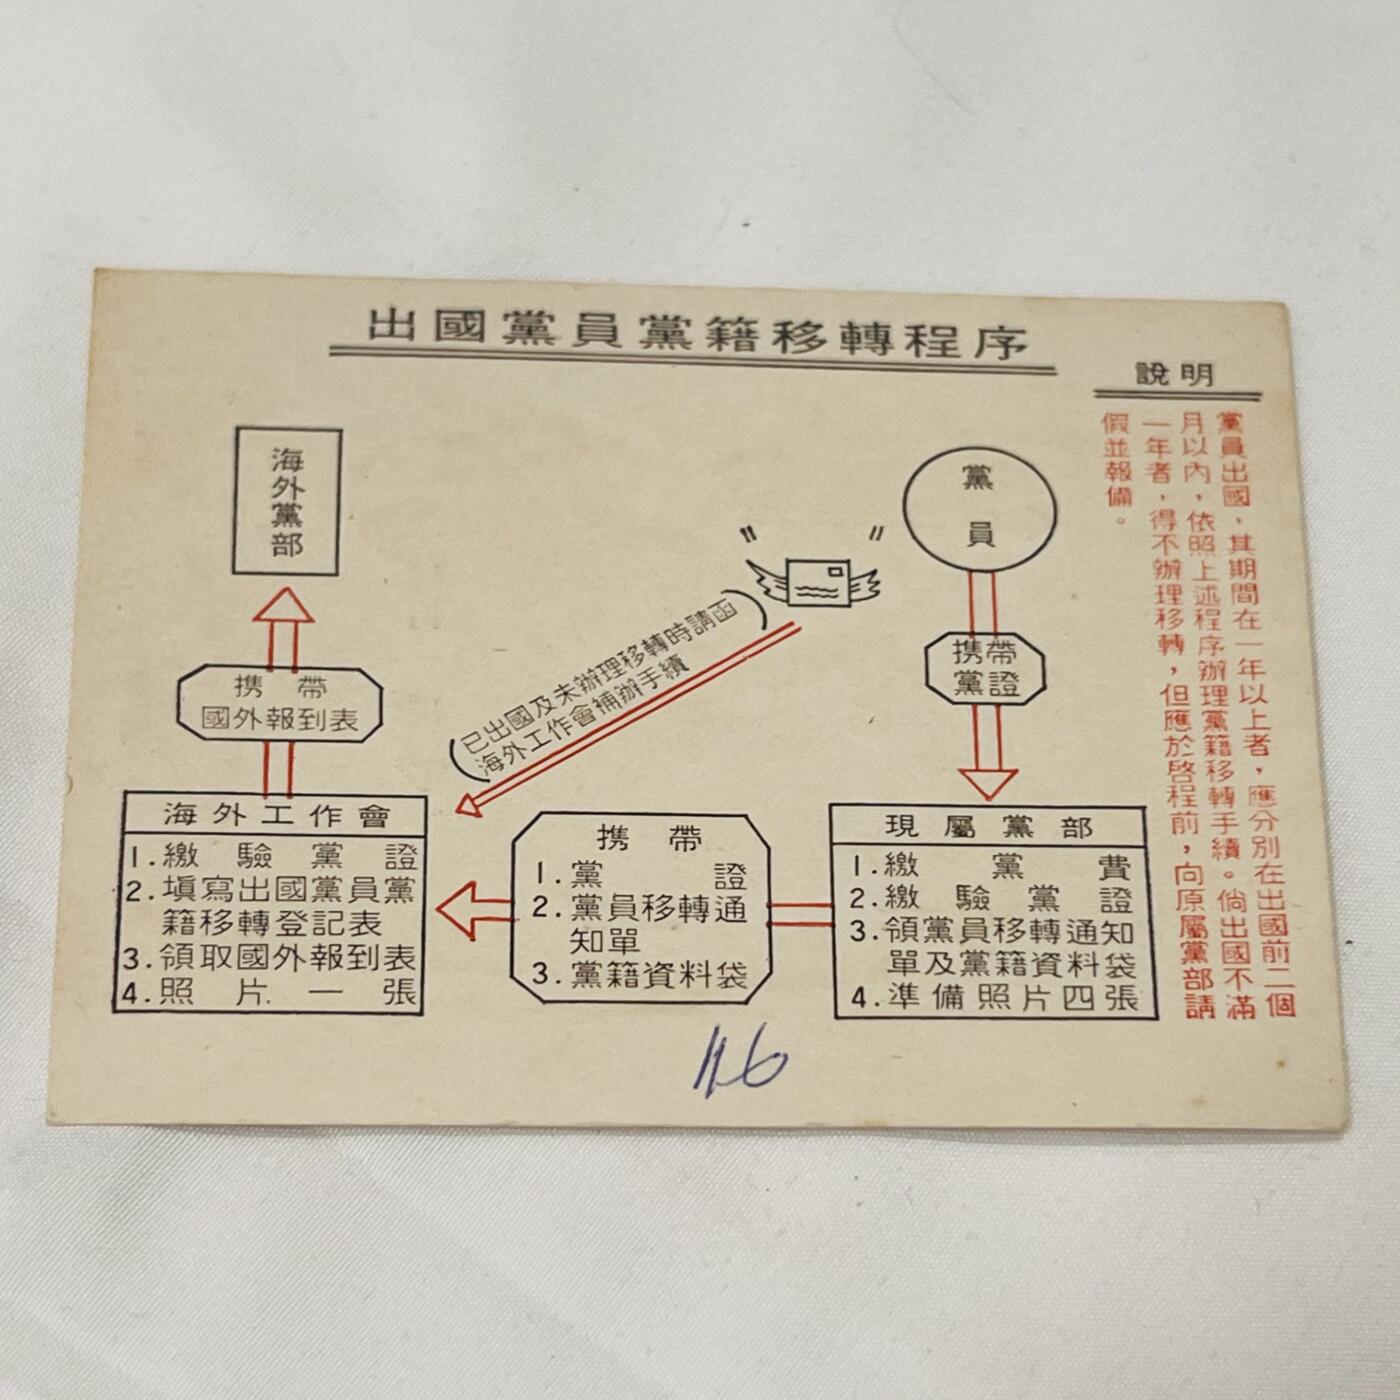 出國黨員黨籍移轉程序
說明
黨員出國，其期間在一年以上者，應分別在出國前二個
月以內，依照上述程序辦理黨籍移轉手續。倘出國不滿
一年者，得不辦理移轉，但應於啓程前，向原屬黨部請
假並報備。
黨員
携帶
黨證
現屬黨部
1.繳黨費
2.繳驗黨證
3.領黨員移轉通知
單及黨籍資料袋
4.準備照片四張
携帶
1.黨證
2.黨員移轉通
知單
3.黨籍資料袋
(已出國及未辦理移轉時請函
海外工作會補辦手續)
海外工作會
1.繳驗黨證
2.填寫出國黨員黨
籍移轉登記表
3.領取國外報到表
4.照片一張
携帶
國外報到表
海外黨部